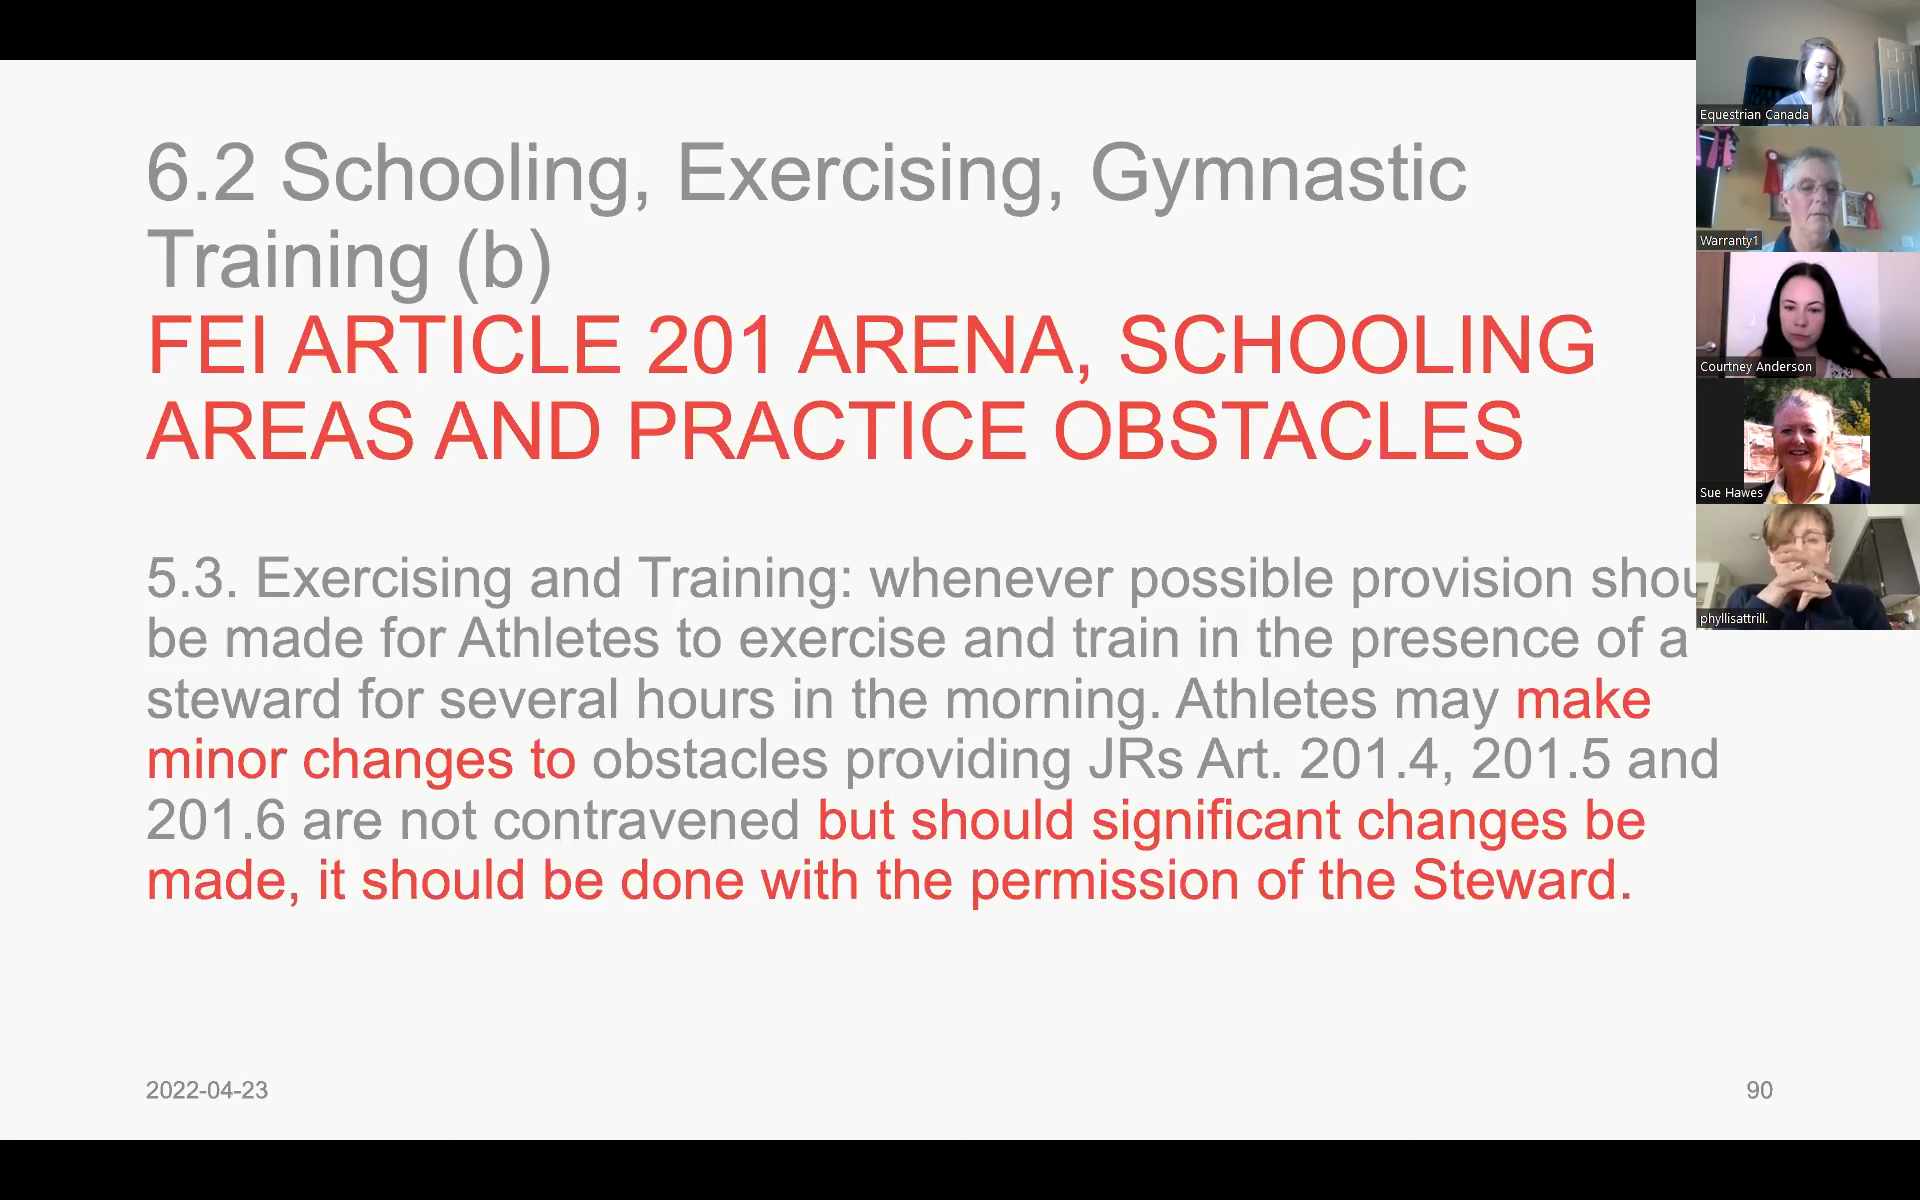 6.2 Schooling, Exercising, Gymnastic
Training (b)
FEI ARTICLE 201 ARENA, SCHOOLING
AREAS AND PRACTICE OBSTACLES
5.3. Exercising and Training: whenever possible provision shou
be made for Athletes to exercise and train in the presence of a
steward for several hours in the morning. Athletes may make
minor changes to obstacles providing JRs Art. 201.4, 201.5 and
201.6 are not contravened but should significant changes be
made, it should be done with the permission of the Steward.
2022-04-23
90
Equestrian Canada
Warranty1
Courtney Anderson
Sue Hawes
phyllisattrill.